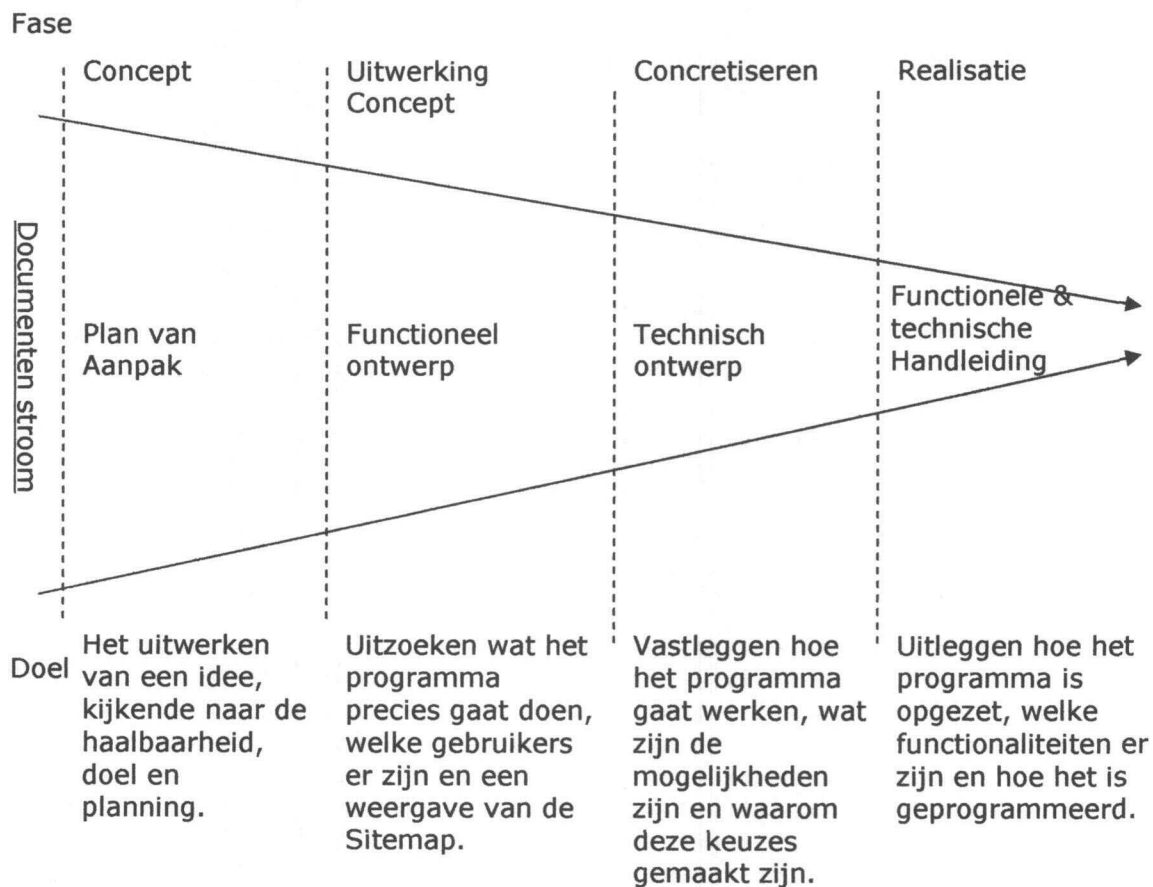 Fase
Concept
Uitwerking
Concept
Concretiseren
Realisatie
Documenten stroom
Plan van
Aanpak
Functioneel
ontwerp
Technisch
ontwerp
Functionele &
technische
Handleiding
Doel
Het uitwerken
van een idee,
kijkende naar de
haalbaarheid,
doel en
planning.
Uitzoeken wat het
programma
precies gaat doen,
welke gebruikers
er zijn en een
weergave van de
Sitemap.
Vastleggen hoe
het programma
gaat werken, wat
zijn de
mogelijkheden
zijn en waarom
deze keuzes
gemaakt zijn.
Uitleggen hoe het
programma is
opgezet, welke
functionaliteiten er
zijn en hoe het is
geprogrammeerd.